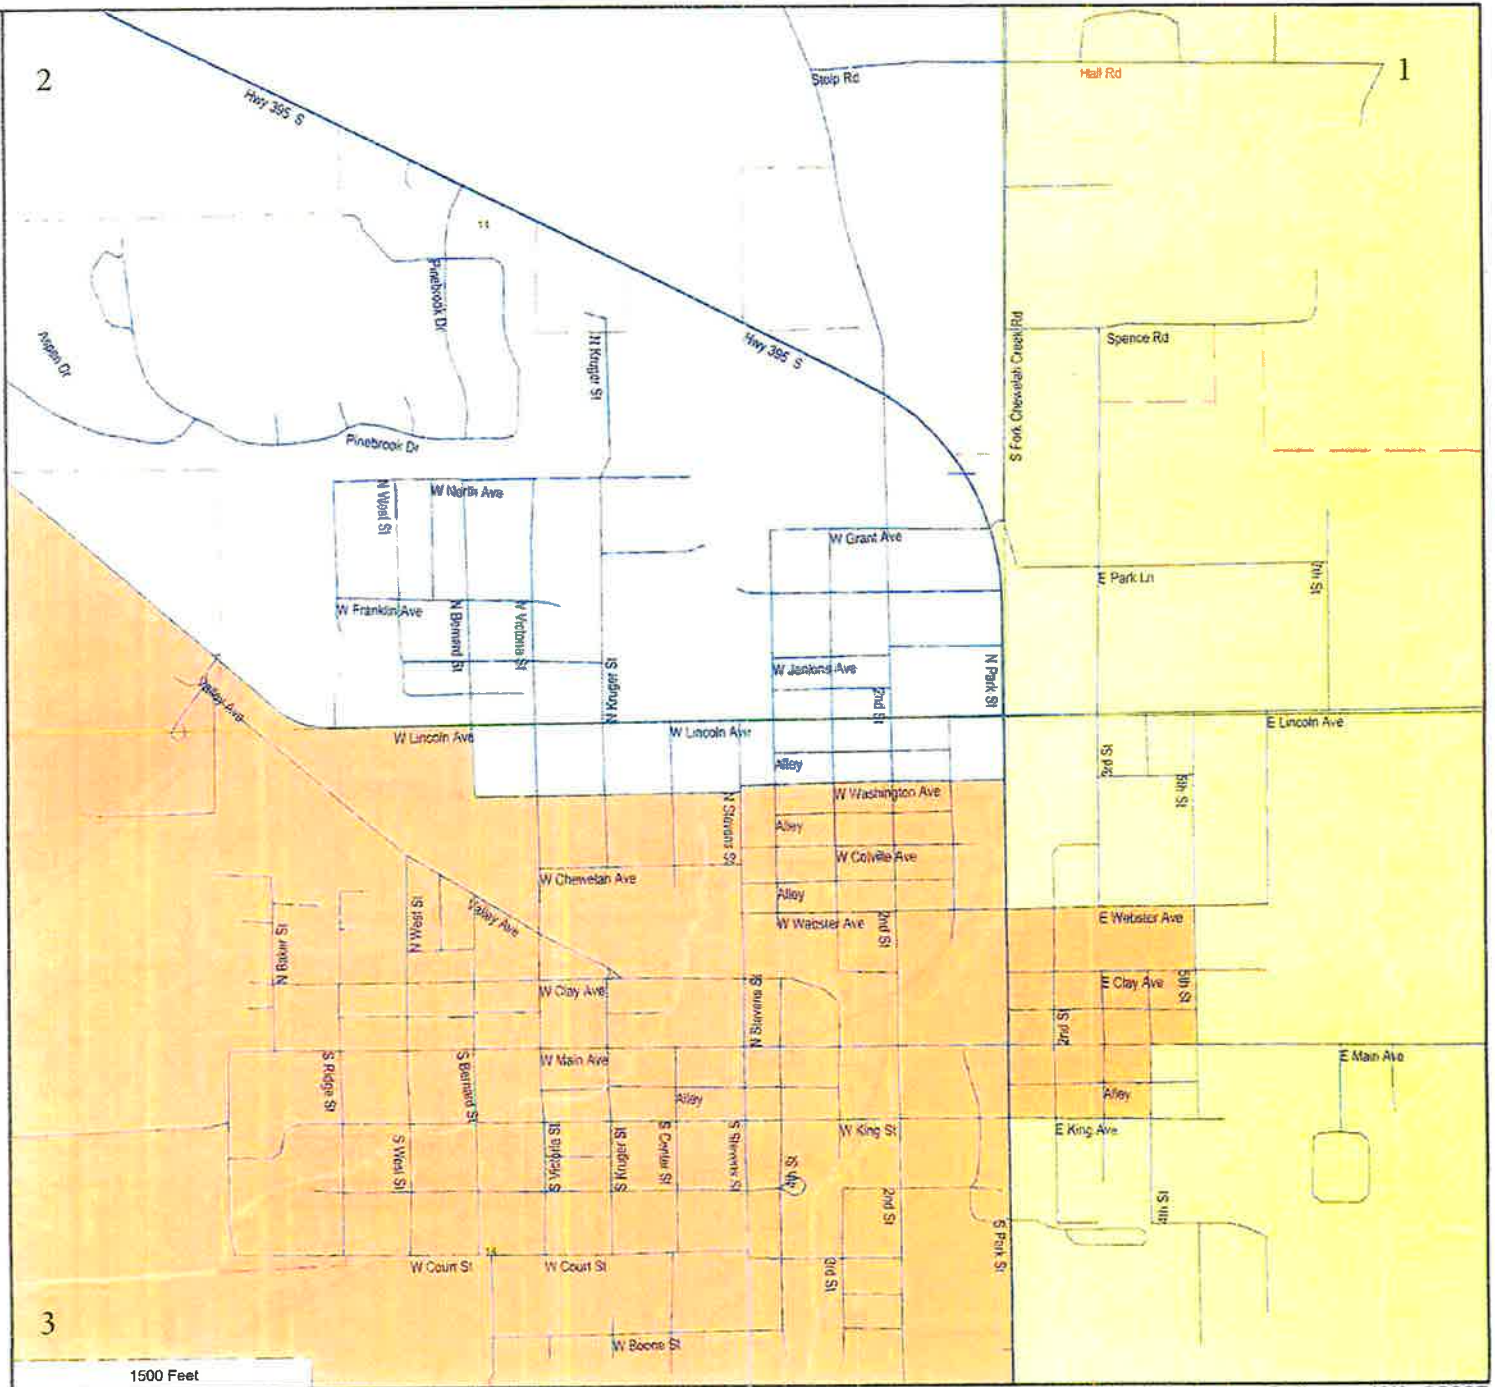 2
1
Stolp Rd
Hall Rd
Hwy 395 S
14
Pinebrook Dr
Aspen Dr
N Kruger St
Hwy 395 S
S Fork Chewelah Creek Rd
Spence Rd
Pinebrook Dr
N West St
W North Ave
W Grant Ave
E Park Ln
7th St
W Franklin Ave
N Bernard St
N Victoria St
N Kruger St
W Jenkins Ave
2nd St
N Park St
Valley Ave
W Lincoln Ave
W Lincoln Ave
E Lincoln Ave
Alley
3rd St
5th St
W Washington Ave
N Stevens St
Alley
W Colville Ave
W Chewelah Ave
Alley
N West St
Valley Ave
W Webster Ave
2nd St
E Webster Ave
N Baker St
W Clay Ave
N Stevens St
E Clay Ave
5th St
2nd St
S Ridge St
S Bernard St
W Main Ave
E Main Ave
Alley
Alley
S West St
S Victoria St
S Kruger St
S Center St
S Stevens St
W King St
E King Ave
4th St
2nd St
4th St
S Park St
W Court St
14
W Court St
3rd St
3
W Boone St
1500 Feet